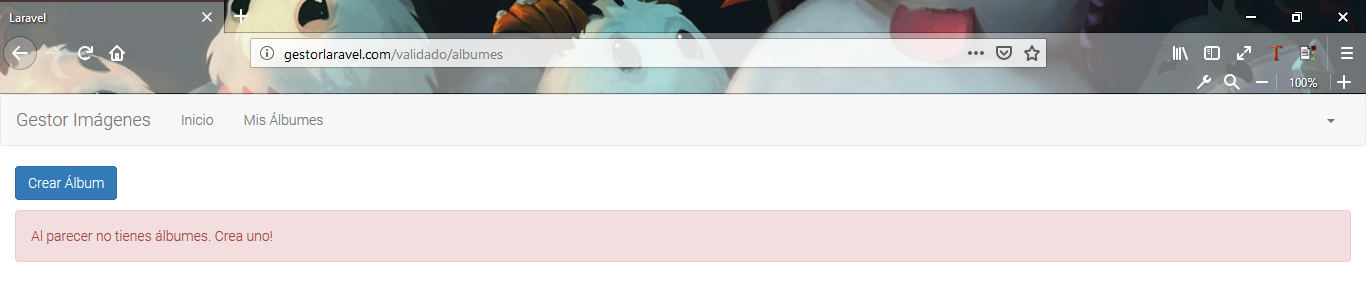 Laravel
gestorlaravel.com/validado/albumes
100%
Gestor Imágenes Inicio Mis Álbumes
Crear Álbum
Al parecer no tienes álbumes. Crea uno!